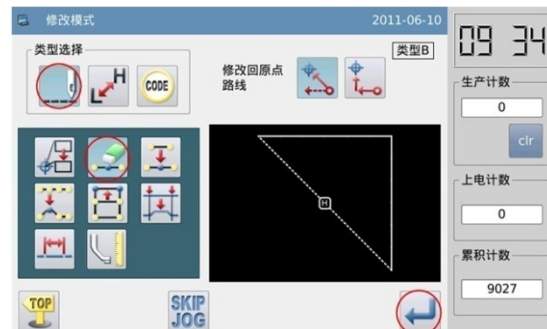 修改模式
2011-06-10
09 34
类型选择
类型B
L H
CODE
修改回原点
路线
生产计数
0
clr
H
上电计数
0
累积计数
9027
TOP
SKIP
JOG